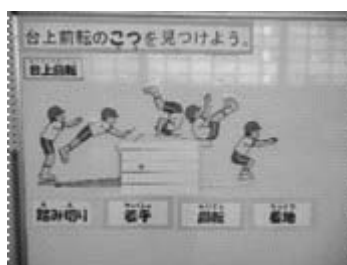 台上前転のこつを見つけよう。
台上前転
踏み切り
着手
回転
着地